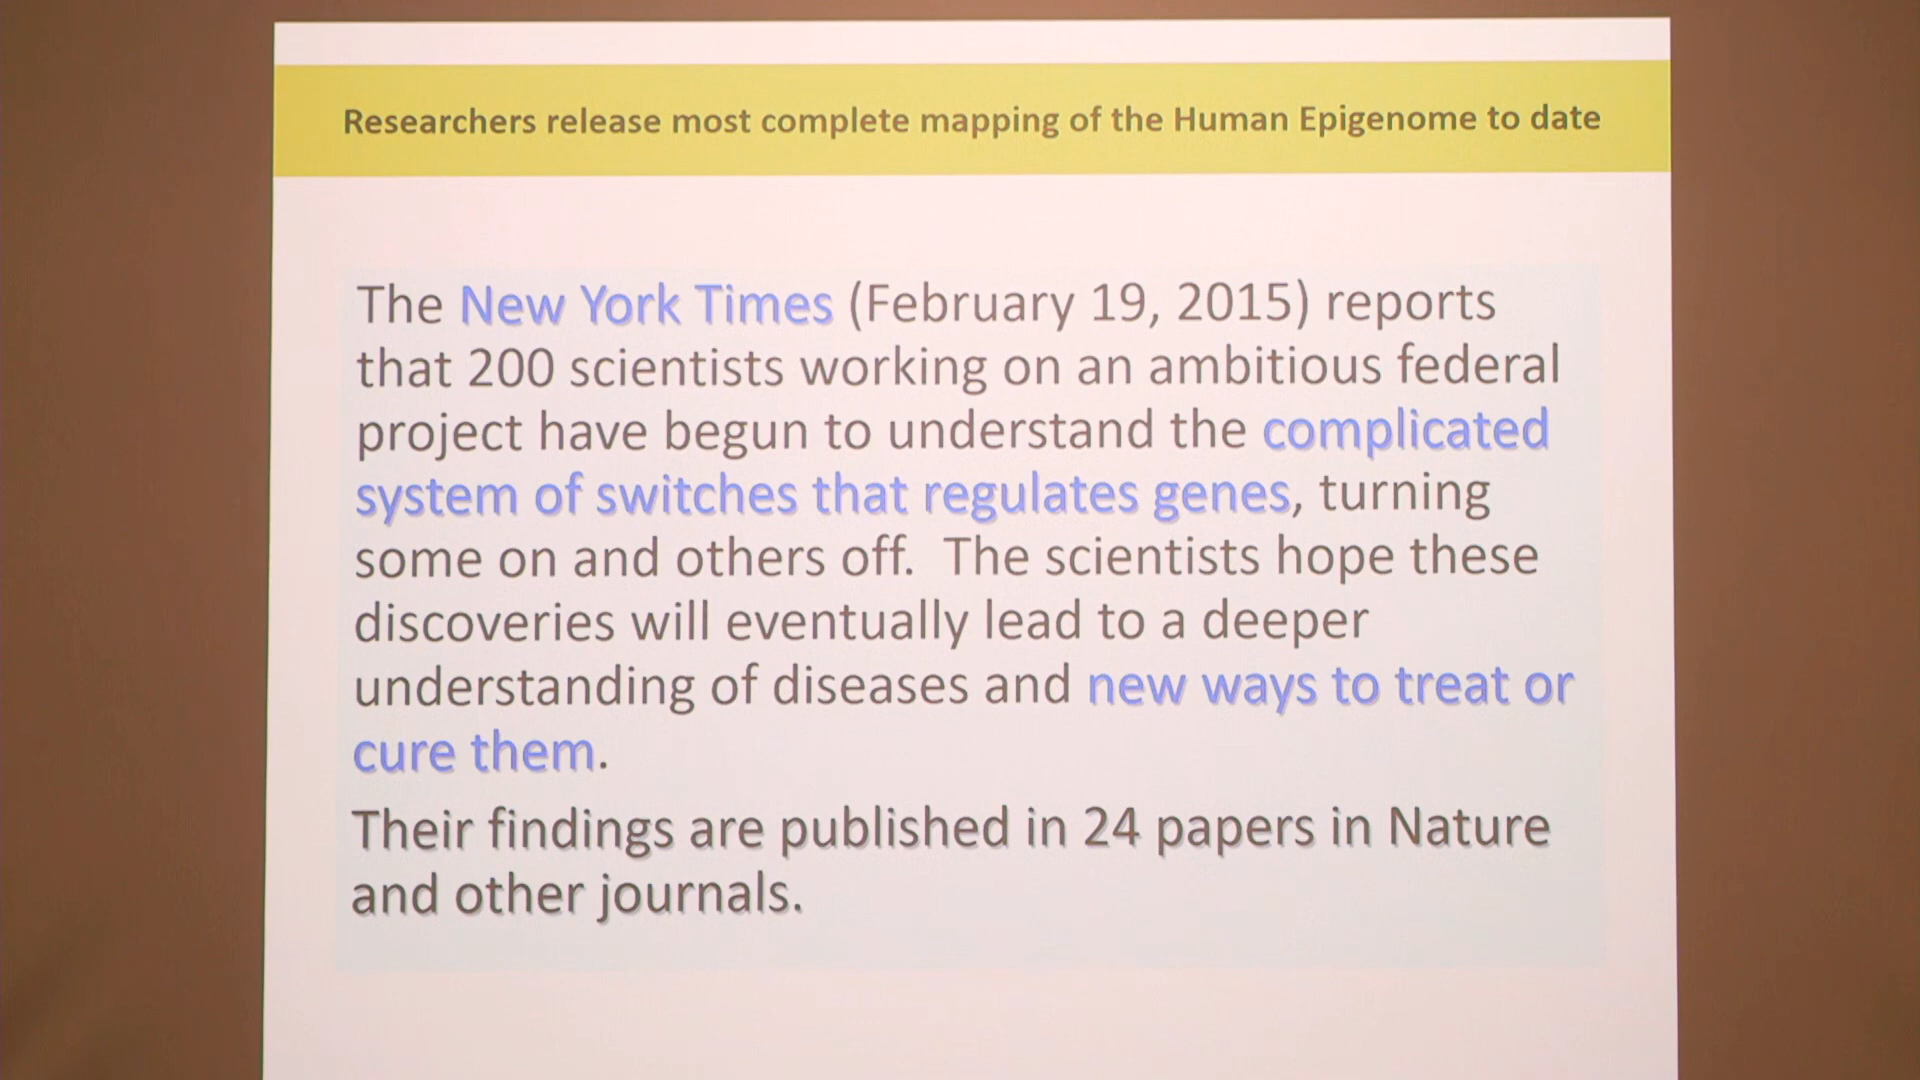 Researchers release most complete mapping of the Human Epigenome to date
The New York Times (February 19, 2015) reports
that 200 scientists working on an ambitious federal
project have begun to understand the complicated
system of switches that regulates genes, turning
some on and others off.  The scientists hope these
discoveries will eventually lead to a deeper
understanding of diseases and new ways to treat or
cure them.
Their findings are published in 24 papers in Nature
and other journals.